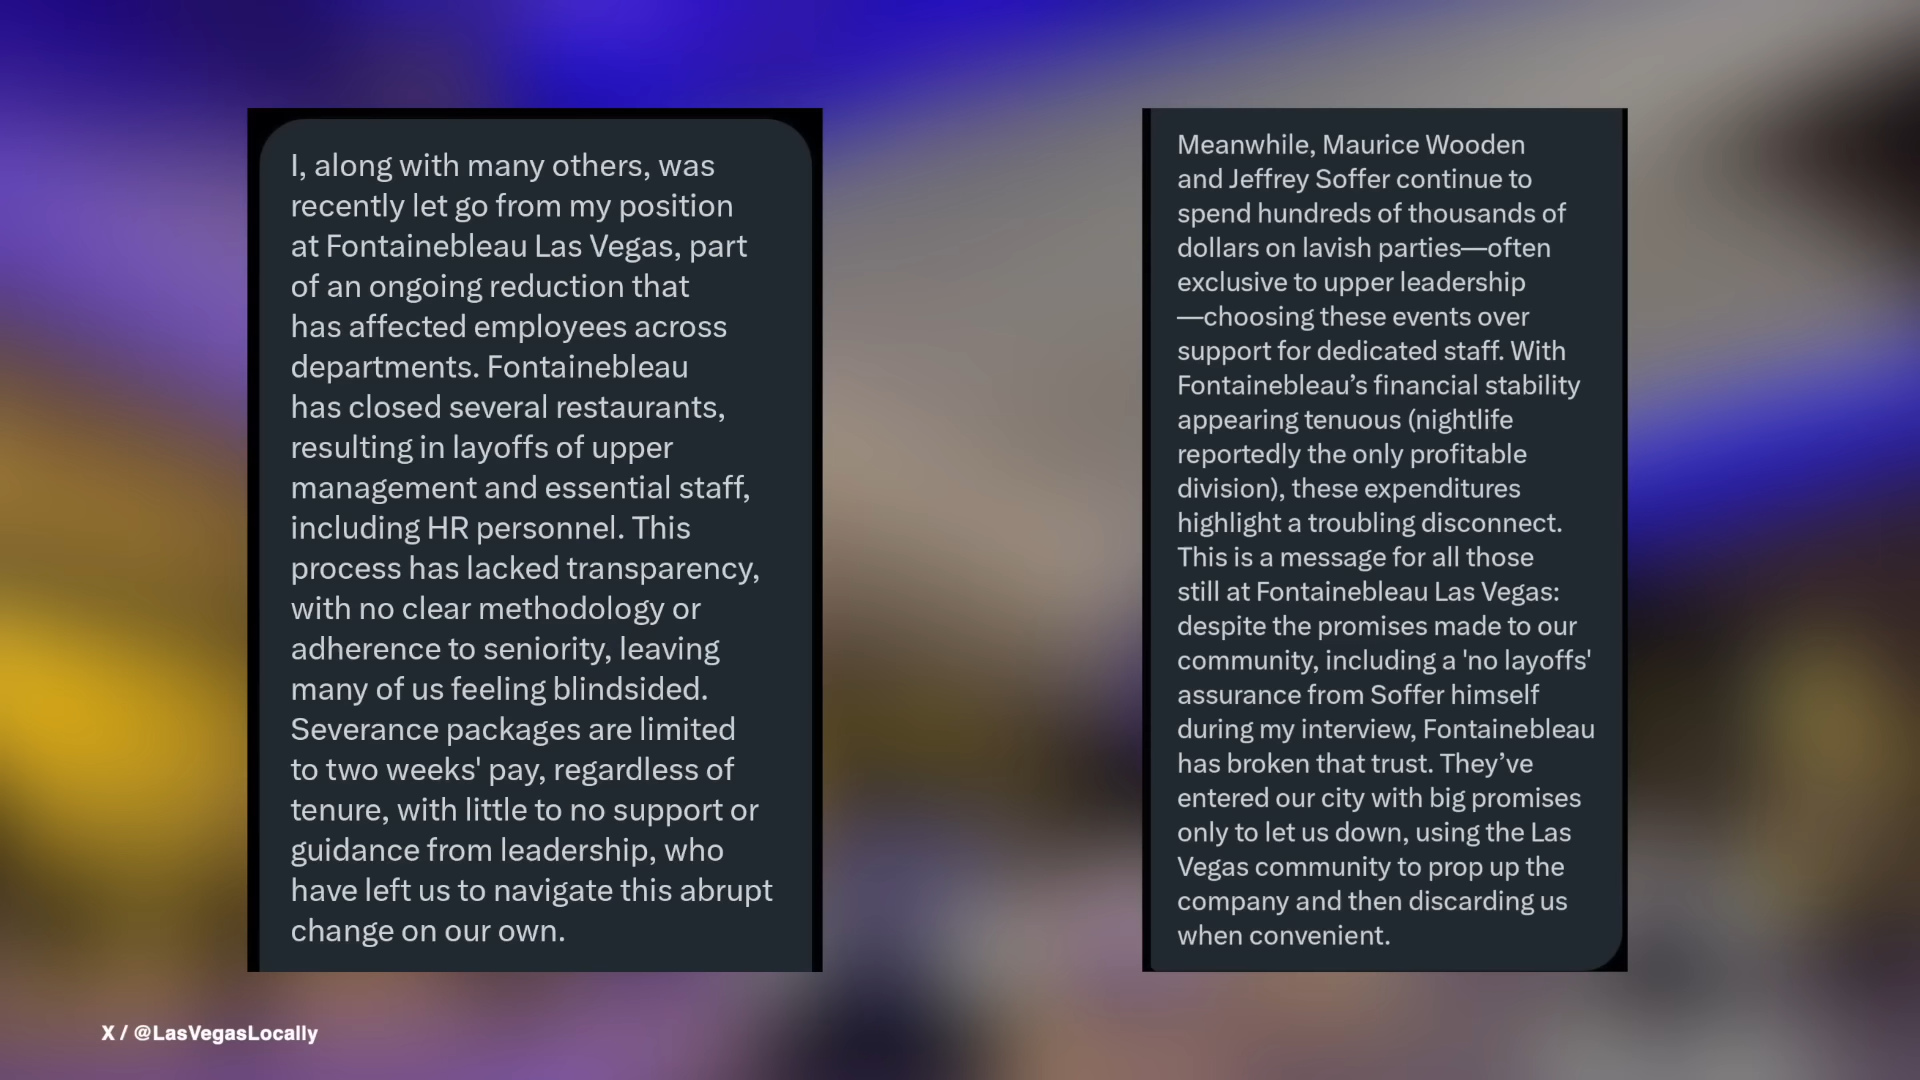 I, along with many others, was
recently let go from my position
at Fontainebleau Las Vegas, part
of an ongoing reduction that
has affected employees across
departments. Fontainebleau
has closed several restaurants,
resulting in layoffs of upper
management and essential staff,
including HR personnel. This
process has lacked transparency,
with no clear methodology or
adherence to seniority, leaving
many of us feeling blindsided.
Severance packages are limited
to two weeks' pay, regardless of
tenure, with little to no support or
guidance from leadership, who
have left us to navigate this abrupt
change on our own.
Meanwhile, Maurice Wooden
and Jeffrey Soffer continue to
spend hundreds of thousands of
dollars on lavish parties—often
exclusive to upper leadership
—choosing these events over
support for dedicated staff. With
Fontainebleau’s financial stability
appearing tenuous (nightlife
reportedly the only profitable
division), these expenditures
highlight a troubling disconnect.
This is a message for all those
still at Fontainebleau Las Vegas:
despite the promises made to our
community, including a 'no layoffs'
assurance from Soffer himself
during my interview, Fontainebleau
has broken that trust. They’ve
entered our city with big promises
only to let us down, using the Las
Vegas community to prop up the
company and then discarding us
when convenient.
X / @LasVegasLocally